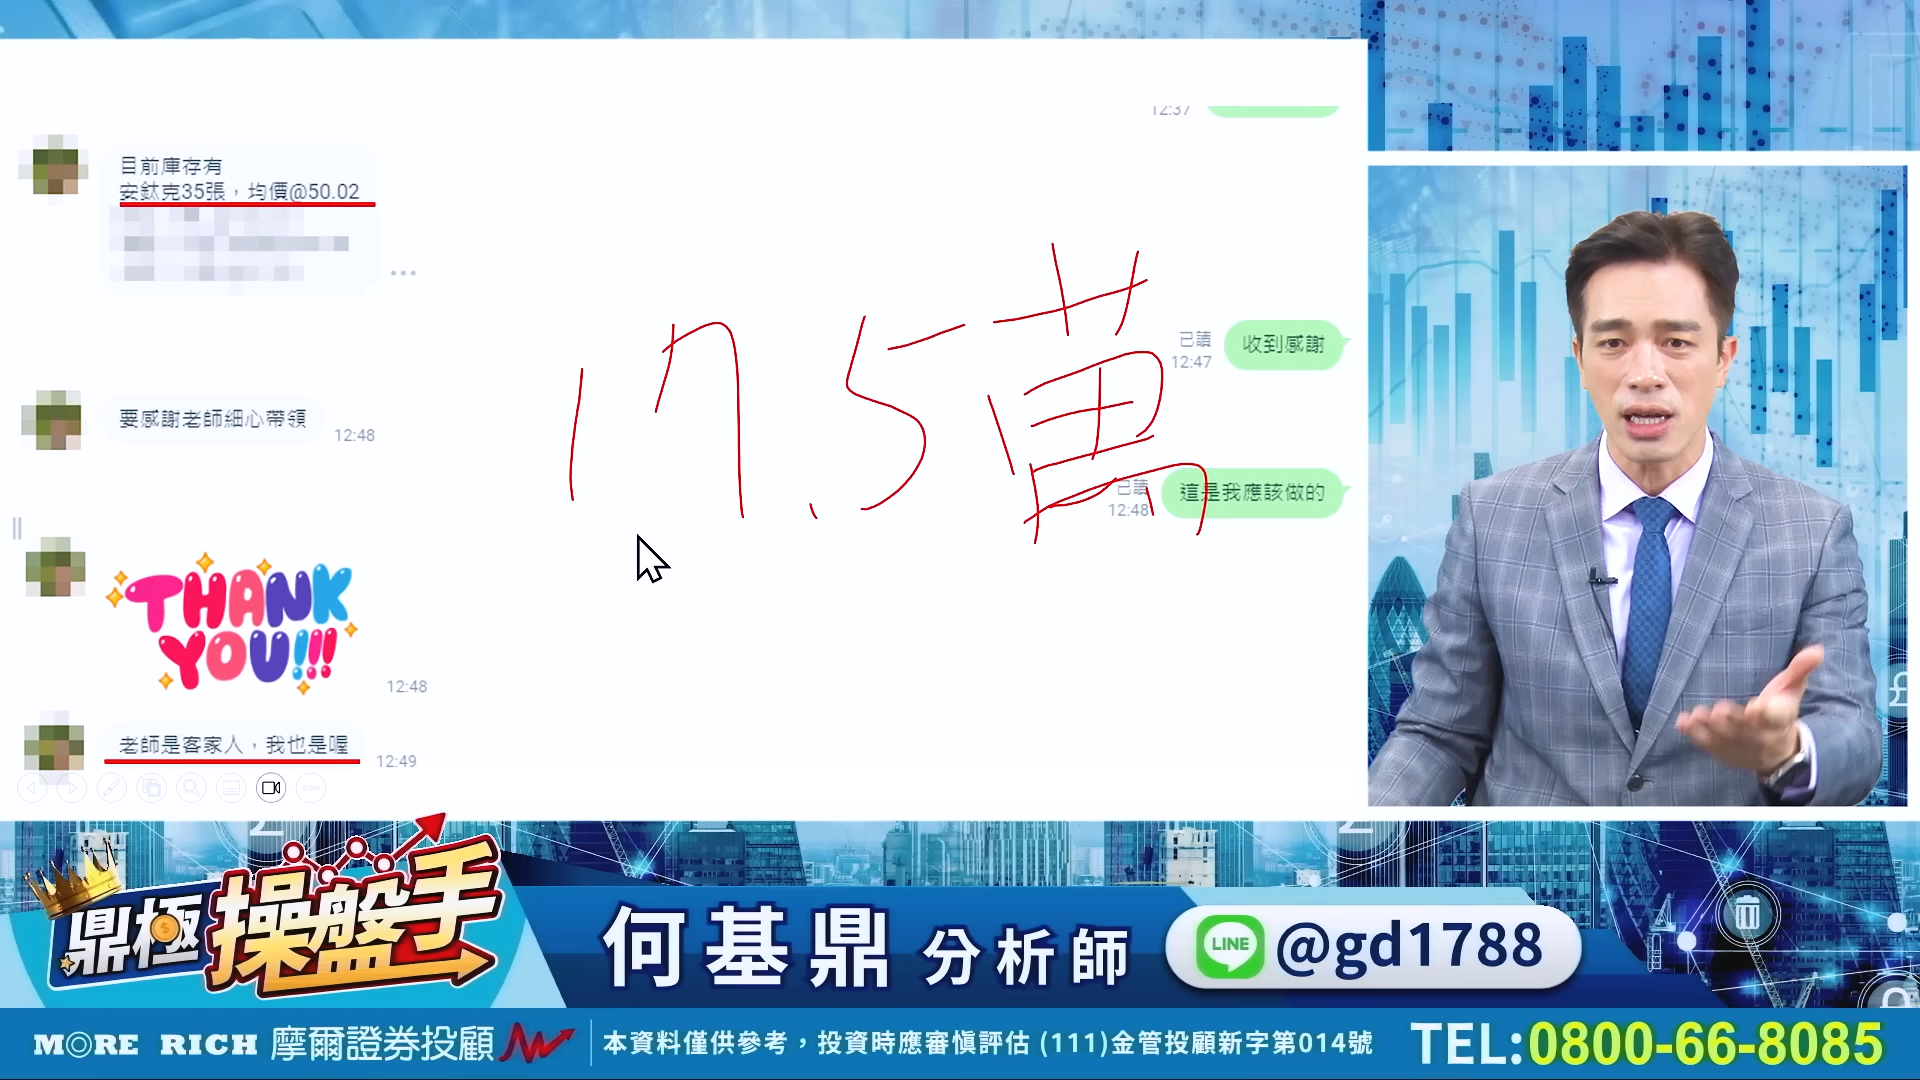 12:37
目前庫存有
安鈦克35張，均價@50.02
17.5萬
已讀
12:47
收到感謝
要感謝老師細心帶領
12:48
已讀
12:48
這是我應該做的
THANK
YOU!!!
12:48
老師是客家人，我也是喔
12:49
鼎極操盤手
何基鼎 分析師
LINE
@gd1788
MORE RICH 摩爾證券投顧
本資料僅供參考，投資時應審慎評估 (111)金管投顧新字第014號
TEL:0800-66-8085